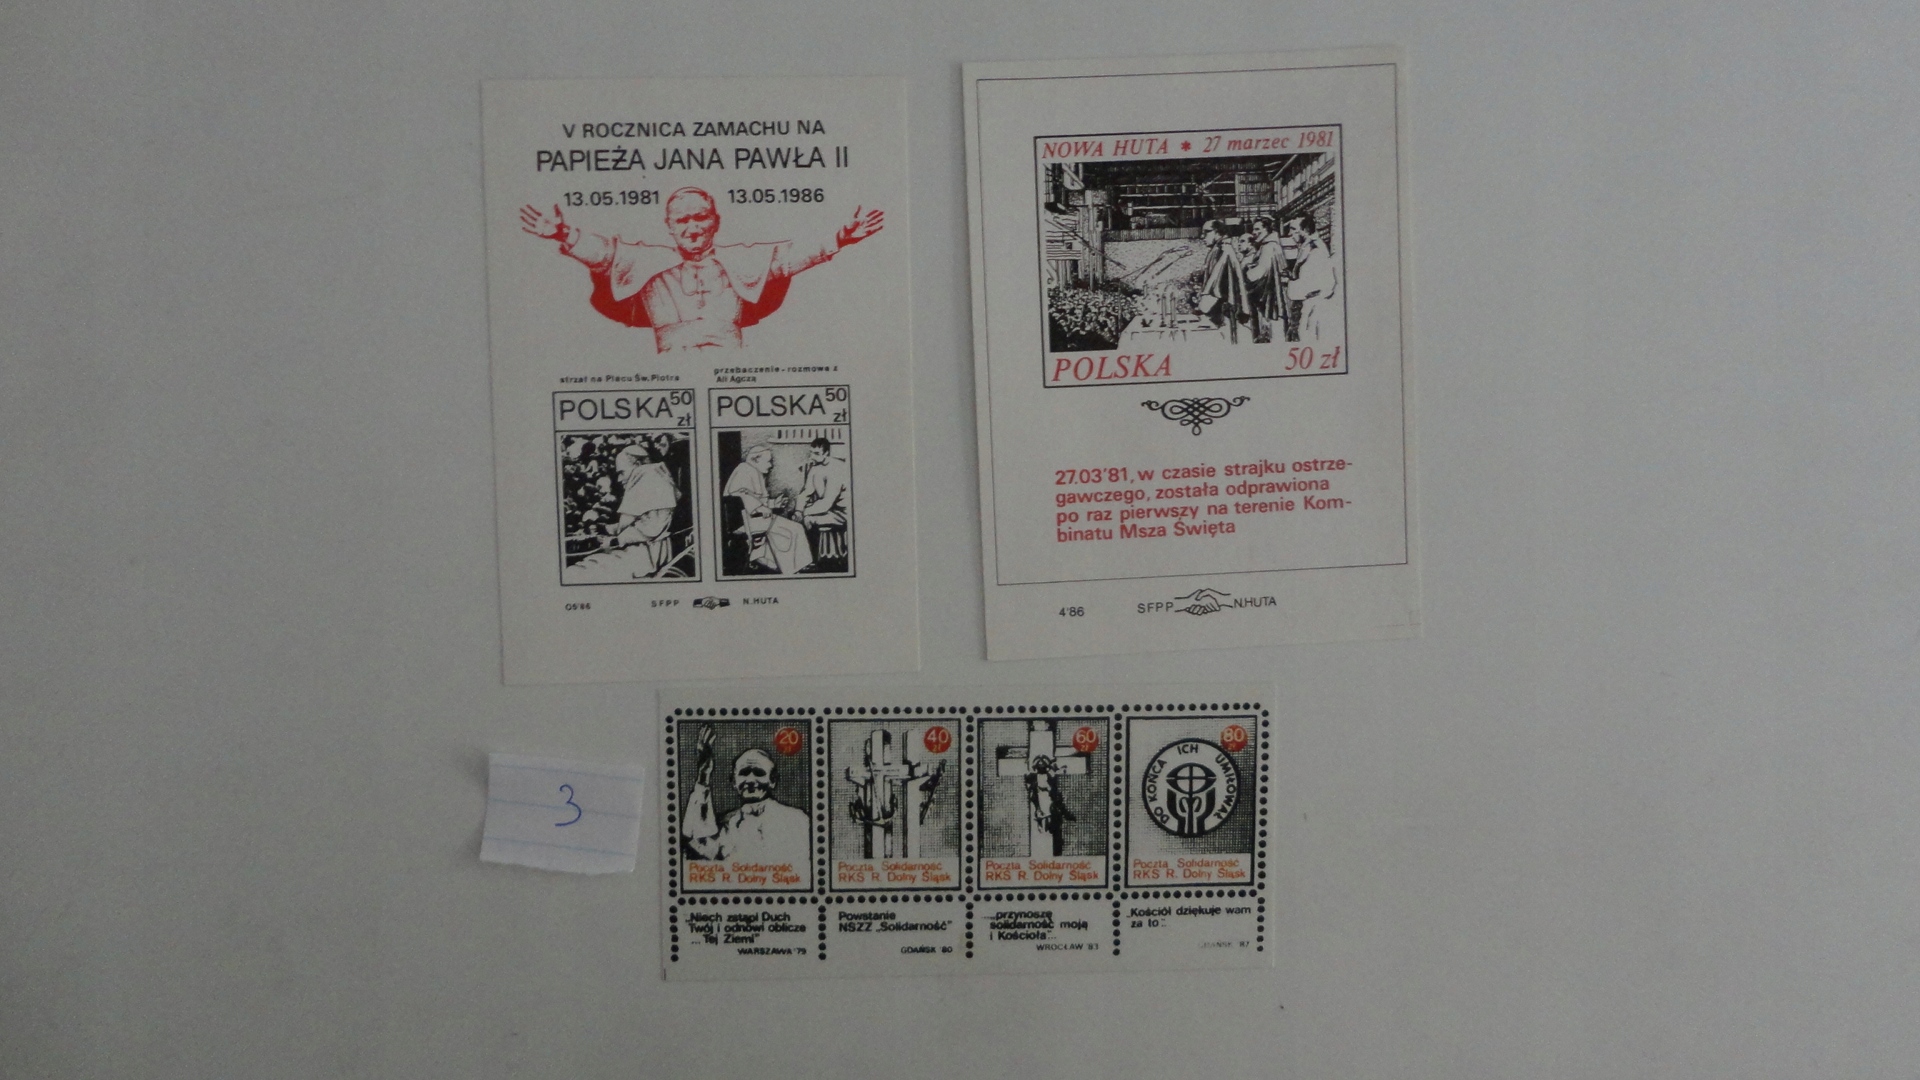 V ROCZNICA ZAMACHU NA
PAPIEŻA JANA PAWŁA II
13.05.1981 13.05.1986
strzał na Placu Św. Piotra
przebaczenie - rozmowa z
Ali Agczą
POLSKA 50 zł
POLSKA 50 zł
05'86 SFPP N.HUTA
NOWA HUTA * 27 marzec 1981
POLSKA 50 zł
27.03'81, w czasie strajku ostrze-
gawczego, została odprawiona
po raz pierwszy na terenie Kom-
binatu Msza Święta
4'86 SFPP N.HUTA
3
20 zł
Poczta Solidarność
RKS R. Dolny Śląsk
„Niech zstąpi Duch
Twój i odnowi oblicze
... Tej Ziemi”
WARSZAWA '79
40 zł
Poczta Solidarność
RKS R. Dolny Śląsk
Powstanie
NSZZ „Solidarność”
GDAŃSK '80
60 zł
Poczta Solidarność
RKS R. Dolny Śląsk
„...przynoszę
solidarność moją
i Kościoła”...
WROCŁAW '83
80 zł
DO KOŃCA ICH UMIŁOWAŁ
Poczta Solidarność
RKS R. Dolny Śląsk
„Kościół dziękuje wam
za to”...
GDAŃSK '87